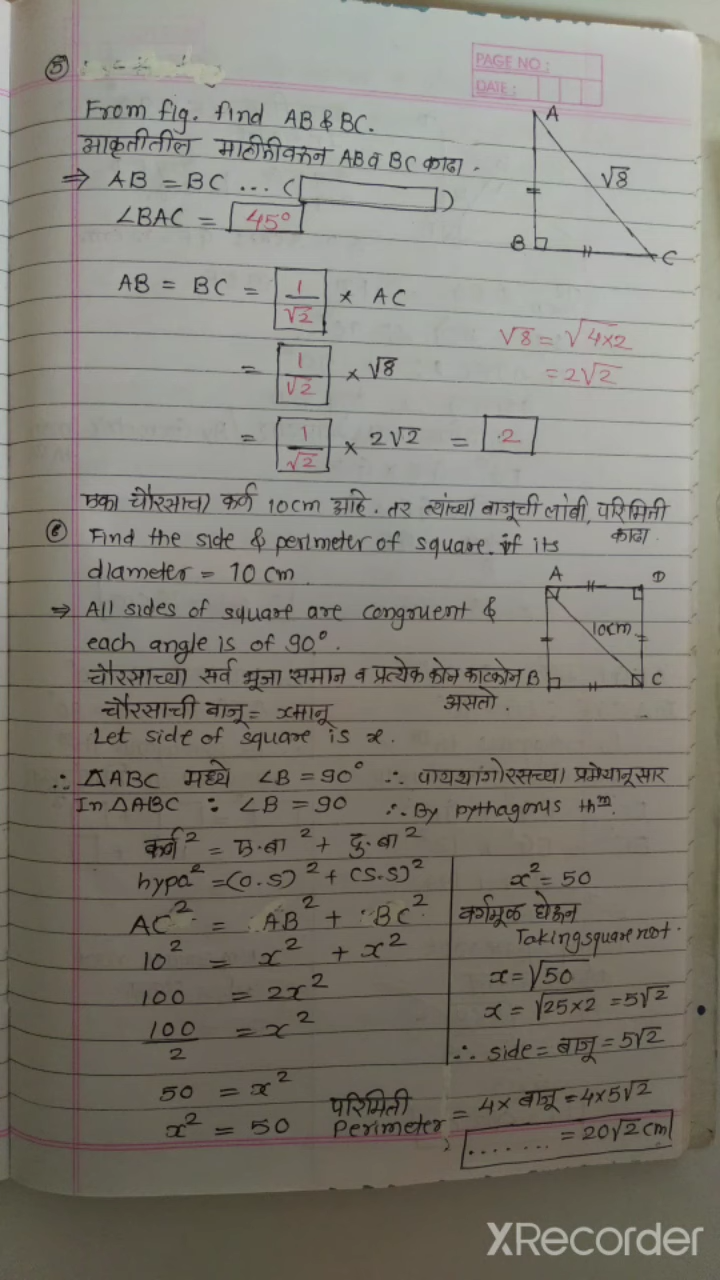 PAGE NO.:
DATE:
⑤
From fig. find AB & BC.
आकृतीतील माहितीवरून AB व BC काढा.
⇒ AB = BC ... ( )
∠BAC = 45°
A
√8
B
C
AB = BC = 1/√2 × AC
= 1/√2 × √8
√8 = √4×2
= 2√2
= 1/√2 × 2√2 = 2
एका चौरसाचा कर्ण 10cm आहे. तर त्यांच्या बाजूची लांबी, परिमिती काढा.
⑥ Find the side & perimeter of square. if its
diameter = 10 cm
A
D
10cm
B
C
⇒ All sides of square are congruent &
each angle is of 90°.
चौरसाच्या सर्व भूजा समान व प्रत्येक कोन काटकोन
असतो.
चौरसाची बाजू = x मानू
Let side of square is x.
∴ △ABC मध्ये ∠B = 90° ∴ पायथागोरसच्या प्रमेयानुसार
In △ABC : ∠B = 90 ∴ By pythagorus thm.
कर्ण² = प.बा² + दु.बा²
hypo² = (O.S)² + (S.S)²
AC² = AB² + BC²
10² = x² + x²
100 = 2x²
100/2 = x²
50 = x²
x² = 50
x² = 50
वर्गमूळ घेऊन
Taking square root.
x = √50
x = √25×2 = 5√2
∴ side = बाजू = 5√2
परिमिती
Perimeter = 4× बाजू = 4×5√2
....... = 20√2 cm
XRecorder